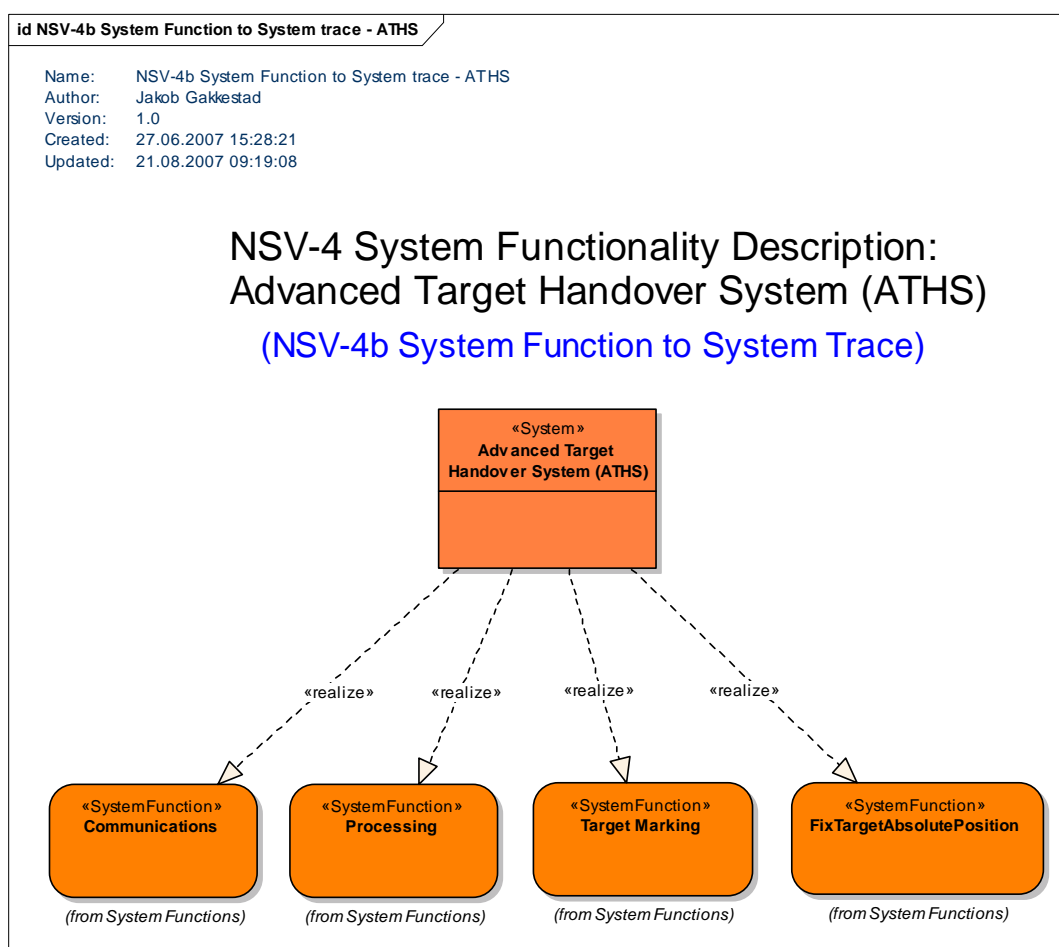 id NSV-4b System Function to System trace - ATHS
Name: NSV-4b System Function to System trace - ATHS
Author: Jakob Gakkestad
Version: 1.0
Created: 27.06.2007 15:28:21
Updated: 21.08.2007 09:19:08
NSV-4 System Functionality Description:
Advanced Target Handover System (ATHS)
(NSV-4b System Function to System Trace)
«System»
Advanced Target
Handover System (ATHS)
«realize» «realize» «realize» «realize»
«SystemFunction»
Communications
(from System Functions)
«SystemFunction»
Processing
(from System Functions)
«SystemFunction»
Target Marking
(from System Functions)
«SystemFunction»
FixTargetAbsolutePosition
(from System Functions)